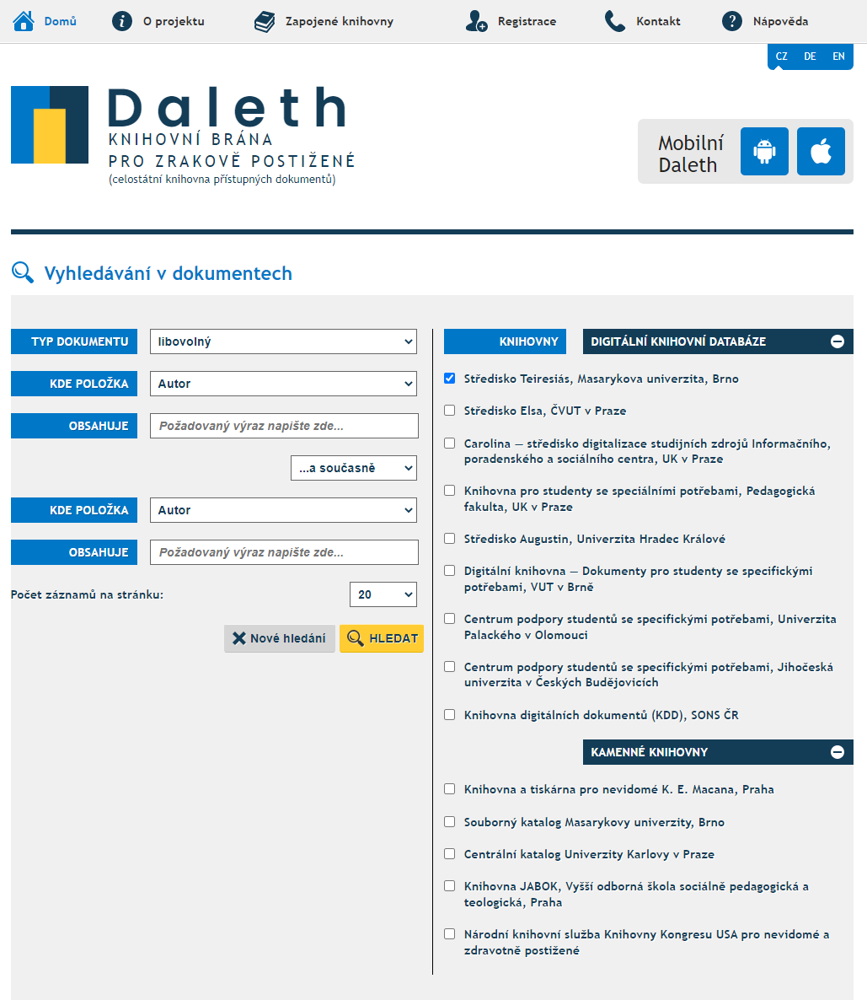 Domů
O projektu
Zapojené knihovny
Registrace
Kontakt
Nápověda
CZ DE EN
Daleth
KNIHOVNÍ BRÁNA
PRO ZRAKOVĚ POSTIŽENÉ
(celostátní knihovna přístupných dokumentů)
Mobilní
Daleth
Vyhledávání v dokumentech
TYP DOKUMENTU
libovolný
KDE POLOŽKA
Autor
OBSAHUJE
Požadovaný výraz napište zde...
...a současně
KDE POLOŽKA
Autor
OBSAHUJE
Požadovaný výraz napište zde...
Počet záznamů na stránku:
20
Nové hledání
HLEDAT
KNIHOVNY
DIGITÁLNÍ KNIHOVNÍ DATABÁZE
Středisko Teiresiás, Masarykova univerzita, Brno
Středisko Elsa, ČVUT v Praze
Carolina — středisko digitalizace studijních zdrojů Informačního,
poradenského a sociálního centra, UK v Praze
Knihovna pro studenty se speciálními potřebami, Pedagogická
fakulta, UK v Praze
Středisko Augustin, Univerzita Hradec Králové
Digitální knihovna — Dokumenty pro studenty se specifickými
potřebami, VUT v Brně
Centrum podpory studentů se specifickými potřebami, Univerzita
Palackého v Olomouci
Centrum podpory studentů se specifickými potřebami, Jihočeská
univerzita v Českých Budějovicích
Knihovna digitálních dokumentů (KDD), SONS ČR
KAMENNÉ KNIHOVNY
Knihovna a tiskárna pro nevidomé K. E. Macana, Praha
Souborný katalog Masarykovy univerzity, Brno
Centrální katalog Univerzity Karlovy v Praze
Knihovna JABOK, Vyšší odborná škola sociálně pedagogická a
teologická, Praha
Národní knihovní služba Knihovny Kongresu USA pro nevidomé a
zdravotně postižené